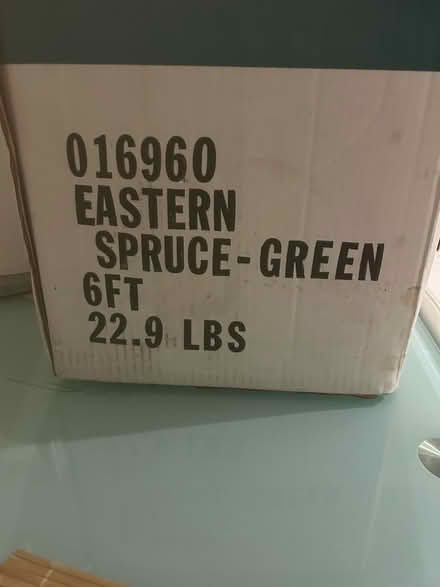 016960
EASTERN
SPRUCE-GREEN
6FT
22.9 LBS